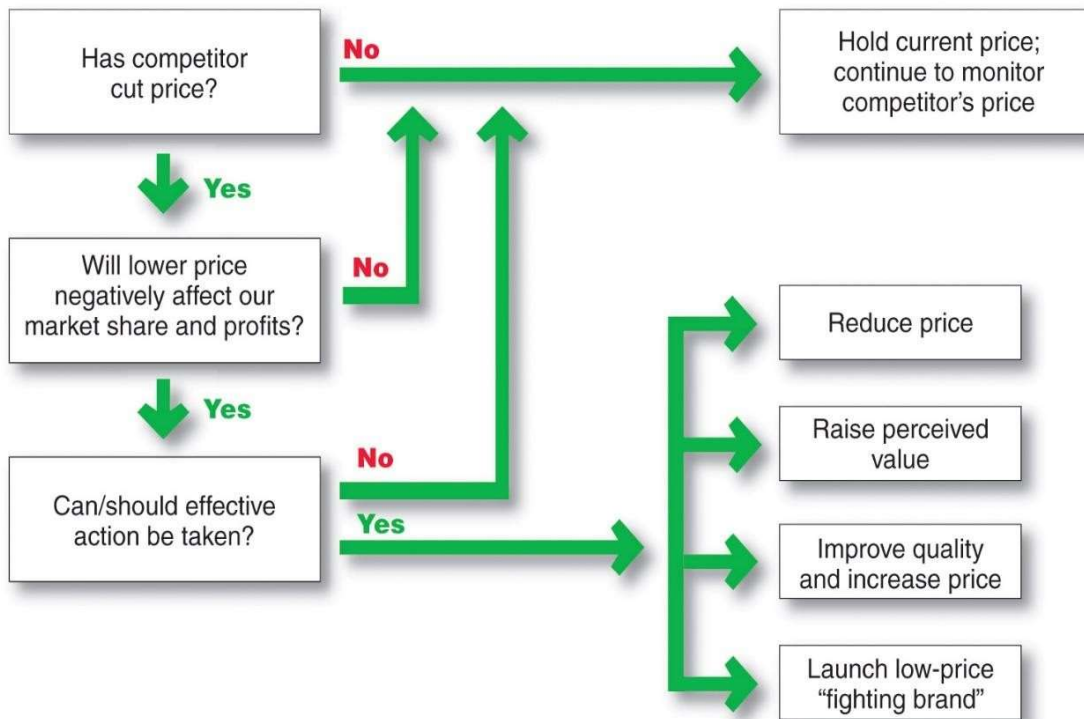 Has competitor
cut price?
No
Hold current price;
continue to monitor
competitor’s price
Yes
Will lower price
negatively affect our
market share and profits?
No
Reduce price
Yes
Raise perceived
value
Can/should effective
action be taken?
No
Yes
Improve quality
and increase price
Launch low-price
“fighting brand”